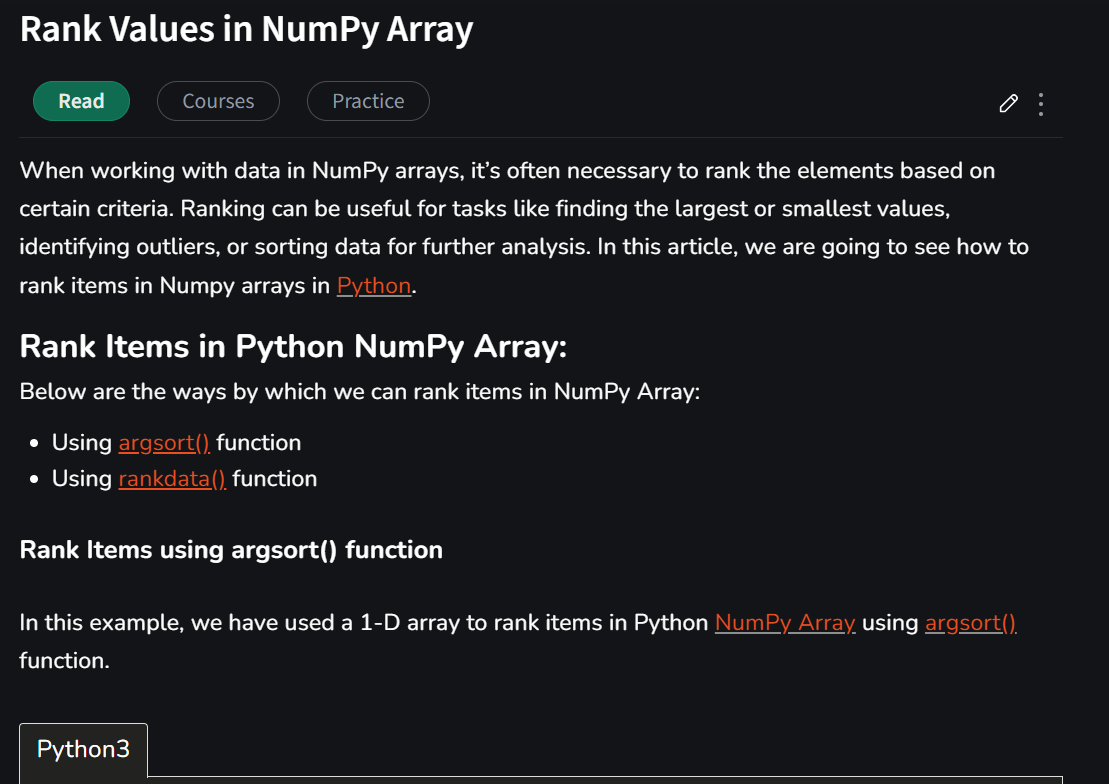 Rank Values in NumPy Array
Read
Courses
Practice
When working with data in NumPy arrays, it’s often necessary to rank the elements based on
certain criteria. Ranking can be useful for tasks like finding the largest or smallest values,
identifying outliers, or sorting data for further analysis. In this article, we are going to see how to
rank items in Numpy arrays in Python.
Rank Items in Python NumPy Array:
Below are the ways by which we can rank items in NumPy Array:
• Using argsort() function
• Using rankdata() function
Rank Items using argsort() function
In this example, we have used a 1-D array to rank items in Python NumPy Array using argsort()
function.
Python3